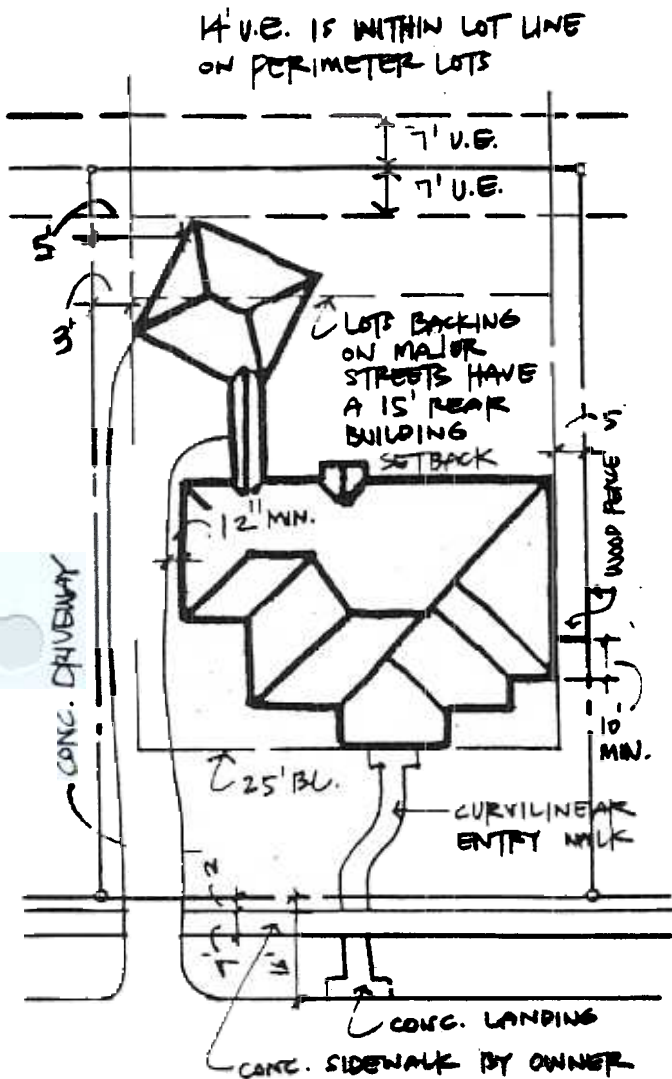 14' U.E. IS WITHIN LOT LINE
ON PERIMETER LOTS
7' U.E.
7' U.E.
5'
3'
LOTS BACKING
ON MAJOR
STREETS HAVE
A 15' REAR
BUILDING
SETBACK
5'
WOOD FENCE
12" MIN.
CONC. DRIVEWAY
10'
MIN.
25' B.L.
CURVILINEAR
ENTRY WALK
2'
7'
CONC. LANDING
CONC. SIDEWALK BY OWNER